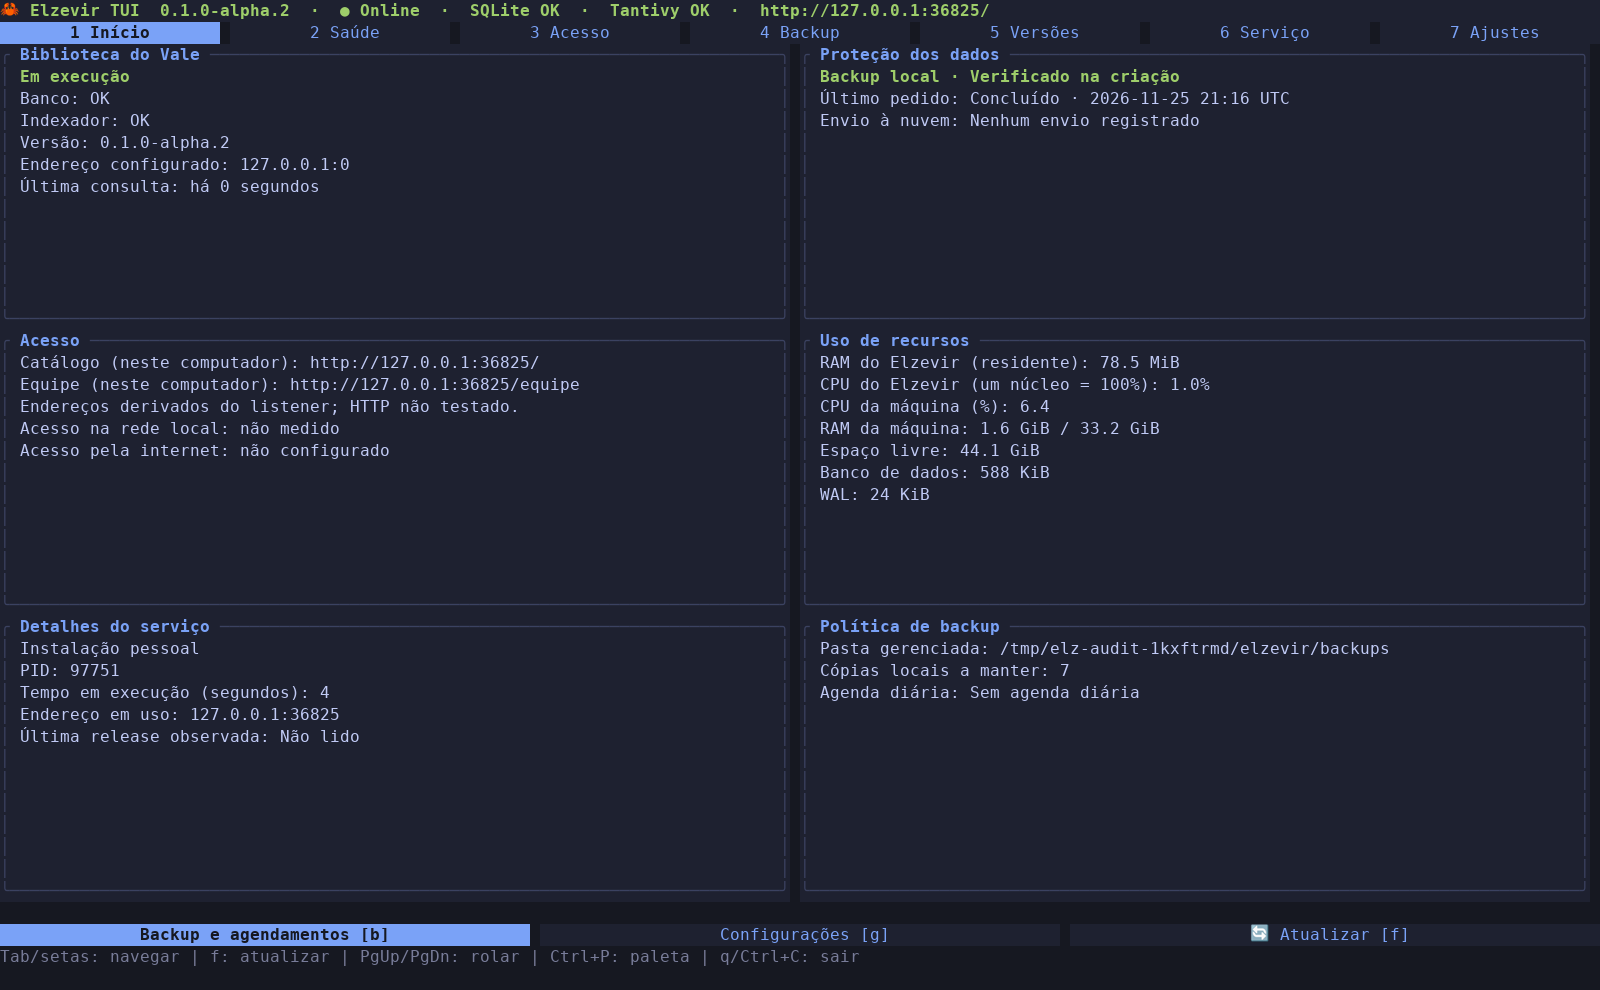 Elzevir TUI  0.1.0-alpha.2  ·  ● Online  ·  SQLite OK  ·  Tantivy OK  ·  http://127.0.0.1:36825/
1 Início  2 Saúde  3 Acesso  4 Backup  5 Versões  6 Serviço  7 Ajustes
Biblioteca do Vale
Em execução
Banco: OK
Indexador: OK
Versão: 0.1.0-alpha.2
Endereço configurado: 127.0.0.1:0
Última consulta: há 0 segundos
Proteção dos dados
Backup local · Verificado na criação
Último pedido: Concluído · 2026-11-25 21:16 UTC
Envio à nuvem: Nenhum envio registrado
Acesso
Catálogo (neste computador): http://127.0.0.1:36825/
Equipe (neste computador): http://127.0.0.1:36825/equipe
Endereços derivados do listener; HTTP não testado.
Acesso na rede local: não medido
Acesso pela internet: não configurado
Uso de recursos
RAM do Elzevir (residente): 78.5 MiB
CPU do Elzevir (um núcleo = 100%): 1.0%
CPU da máquina (%): 6.4
RAM da máquina: 1.6 GiB / 33.2 GiB
Espaço livre: 44.1 GiB
Banco de dados: 588 KiB
WAL: 24 KiB
Detalhes do serviço
Instalação pessoal
PID: 97751
Tempo em execução (segundos): 4
Endereço em uso: 127.0.0.1:36825
Última release observada: Não lido
Política de backup
Pasta gerenciada: /tmp/elz-audit-1kxftrmd/elzevir/backups
Cópias locais a manter: 7
Agenda diária: Sem agenda diária
Backup e agendamentos [b]  Configurações [g]  Atualizar [f]
Tab/setas: navegar | f: atualizar | PgUp/PgDn: rolar | Ctrl+P: paleta | q/Ctrl+C: sair